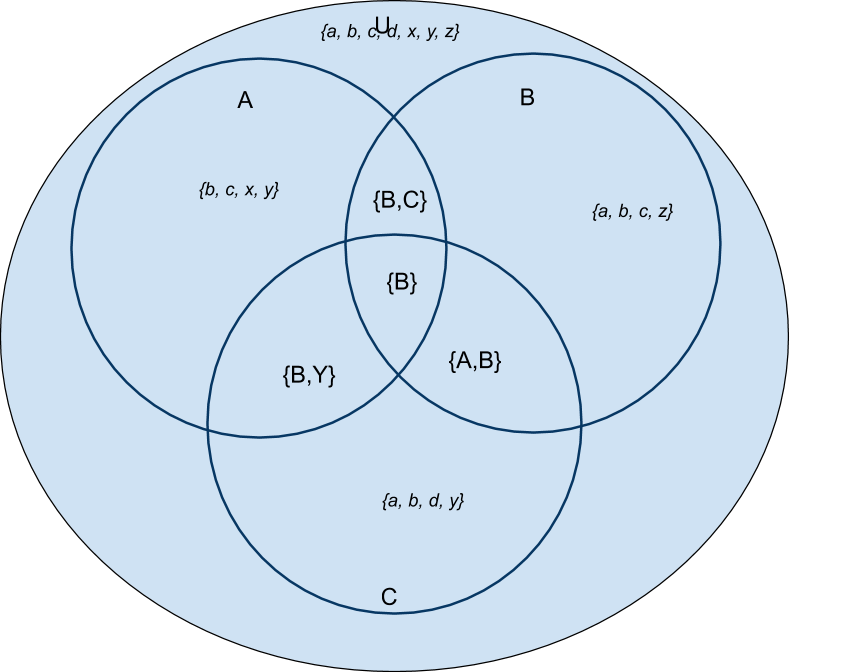 U
{a, b, c, d, x, y, z}
A
B
{b, c, x, y}
{B,C}
{a, b, c, z}
{B}
{B,Y}
{A,B}
{a, b, d, y}
C